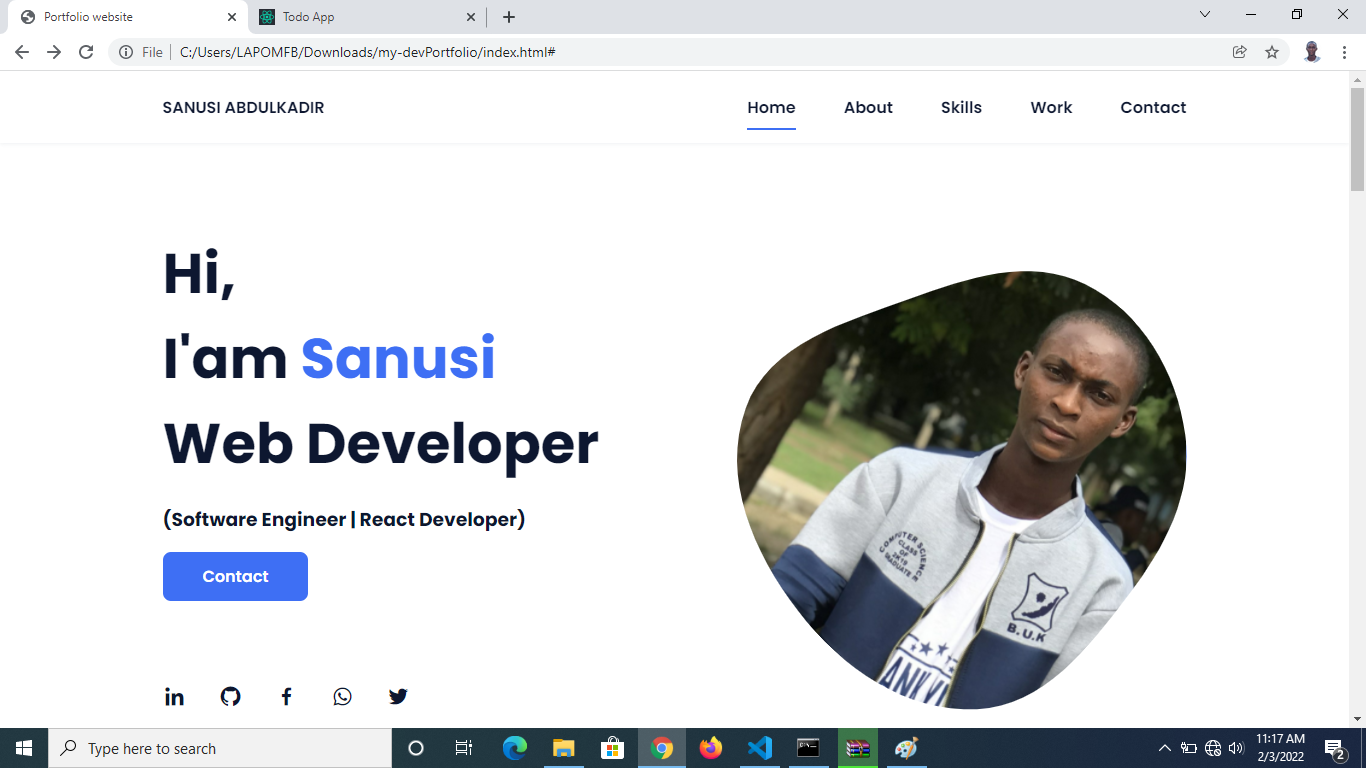 Portfolio website
Todo App
File
C:/Users/LAPOMFB/Downloads/my-devPortfolio/index.html#
SANUSI ABDULKADIR
Home
About
Skills
Work
Contact
Hi,
I'am Sanusi
Web Developer
(Software Engineer | React Developer)
Contact
COMPUTER SCIENC
CLASS
OF
2K19
GRADUATE
B.U.K
Type here to search
11:17 AM
2/3/2022
2